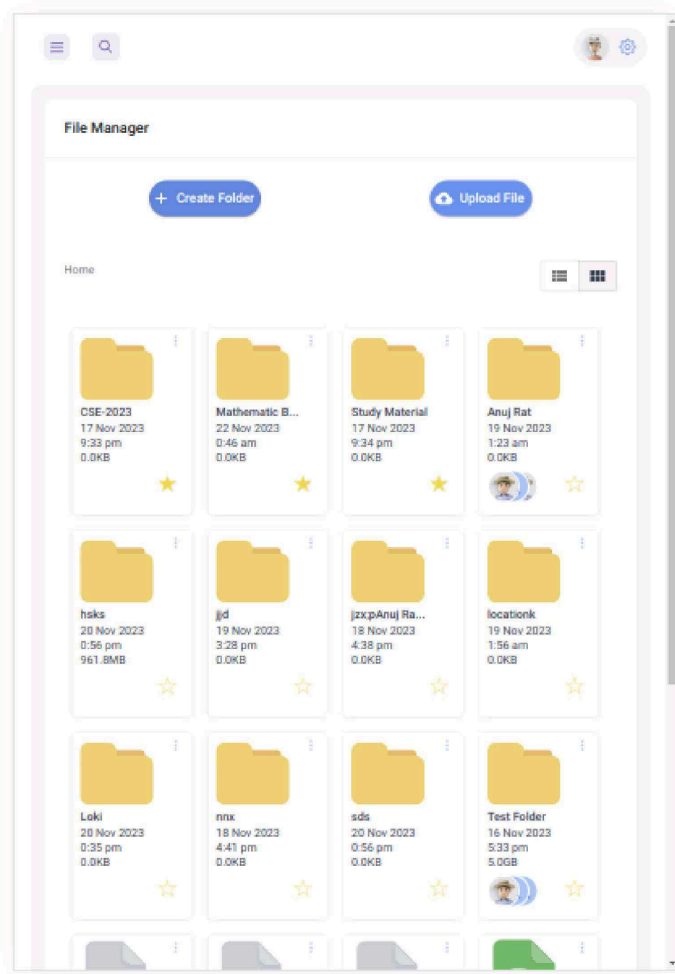 File Manager
+ Create Folder
Upload File
Home
CSE-2023
17 Nov 2023
9:33 pm
0.0KB
Mathematic B...
22 Nov 2023
0:46 am
0.0KB
Study Material
17 Nov 2023
9:34 pm
0.0KB
Anuj Rat
19 Nov 2023
1:23 am
0.0KB
hsks
20 Nov 2023
0:56 pm
961.8MB
jjd
19 Nov 2023
3:28 pm
0.0KB
jzx;pAnuj Ra...
18 Nov 2023
4:38 pm
0.0KB
locationk
19 Nov 2023
1:56 am
0.0KB
Loki
20 Nov 2023
0:35 pm
0.0KB
nnx
18 Nov 2023
4:41 pm
0.0KB
sds
20 Nov 2023
0:56 pm
0.0KB
Test Folder
16 Nov 2023
5:33 pm
5.0GB